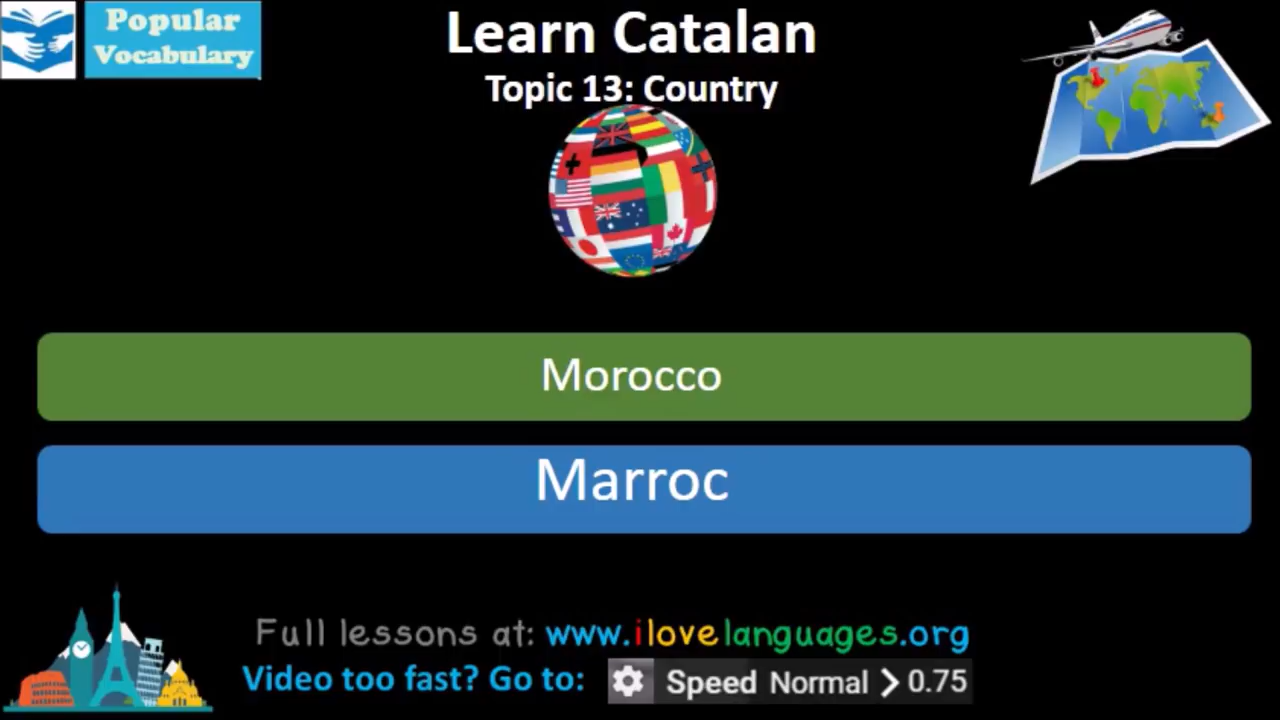 Popular
Vocabulary
Learn Catalan
Topic 13: Country
Morocco
Marroc
Full lessons at: www.ilovelanguages.org
Video too fast? Go to: Speed Normal > 0.75